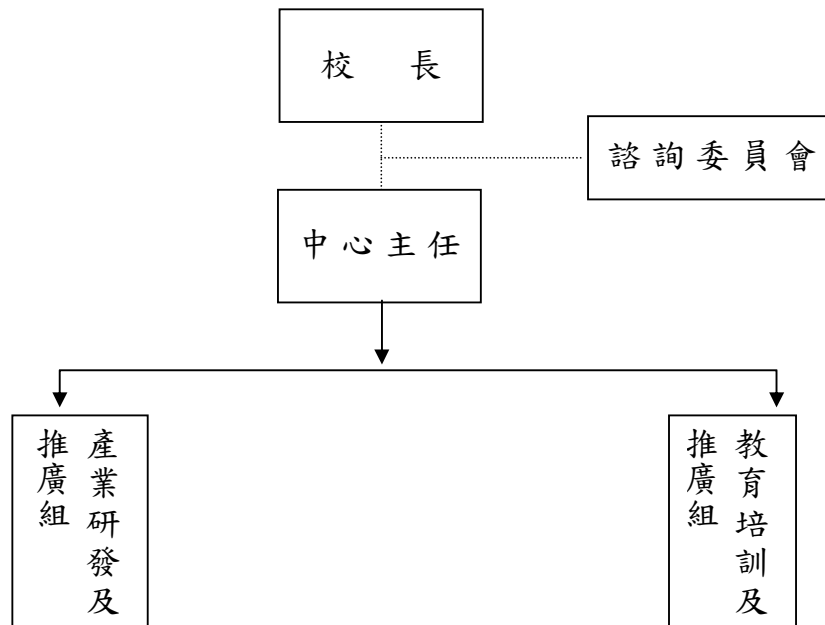 校長
諮詢委員會
中心主任
產業研發及
推廣組
教育培訓及
推廣組